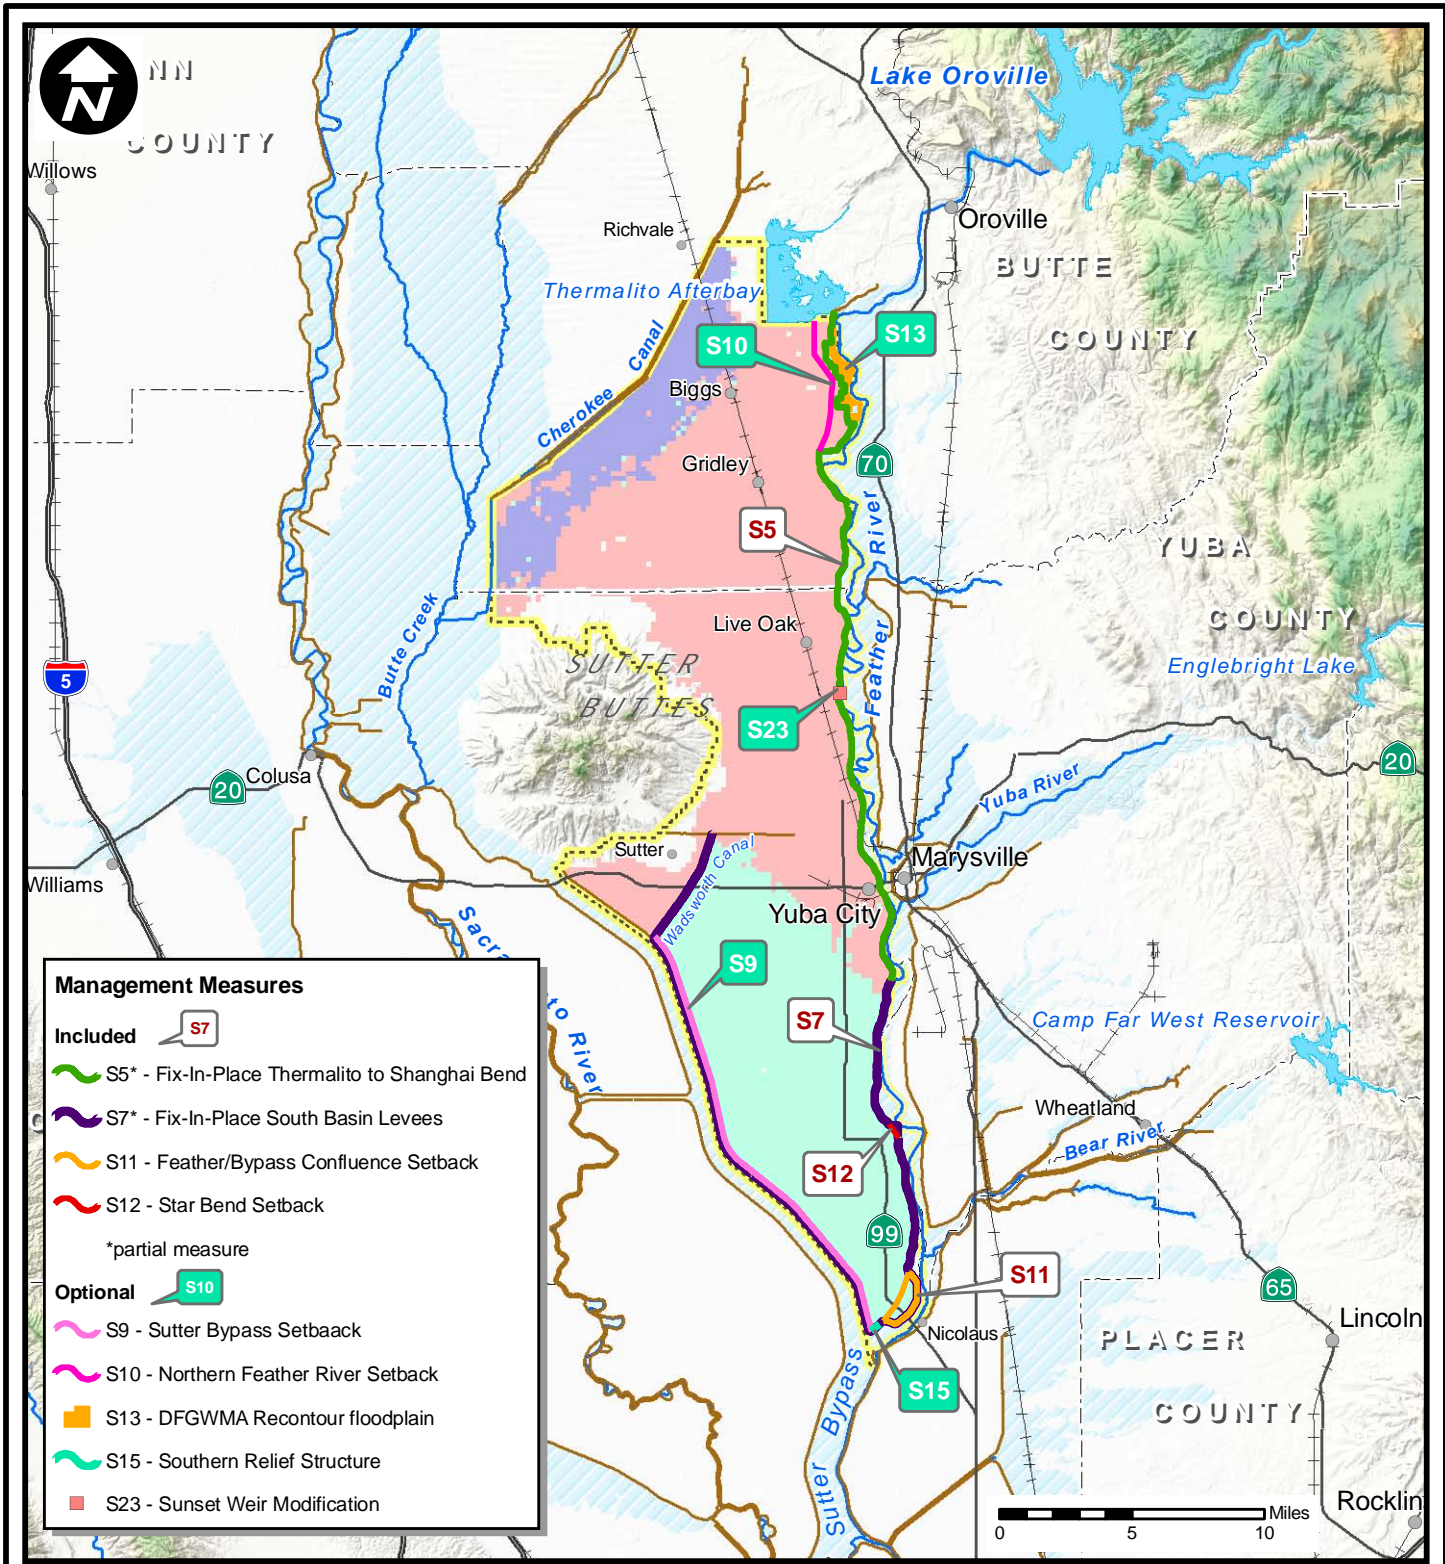 N
NN
COUNTY
Willows
Lake Oroville
Oroville
Richvale
BUTTE
COUNTY
Thermalito Afterbay
S10
S13
Cherokee Canal
Biggs
Gridley
70
S5
Feather River
YUBA
COUNTY
Live Oak
Butte Creek
SUTTER
BUTTES
Englebright Lake
5
S23
20
Colusa
20
Yuba River
Sutter
Wadsworth Canal
Marysville
Williams
Yuba City
Sacra
to River
S9
S7
Camp Far West Reservoir
Wheatland
Bear River
S12
99
S11
65
Nicolaus
Lincoln
PLACER
COUNTY
S15
Sutter Bypass
Rocklin
Management Measures
Included S7
S5* - Fix-In-Place Thermalito to Shanghai Bend
S7* - Fix-In-Place South Basin Levees
S11 - Feather/Bypass Confluence Setback
S12 - Star Bend Setback
*partial measure
Optional S10
S9 - Sutter Bypass Setbaack
S10 - Northern Feather River Setback
S13 - DFGWMA Recontour floodplain
S15 - Southern Relief Structure
S23 - Sunset Weir Modification
Miles
0 5 10